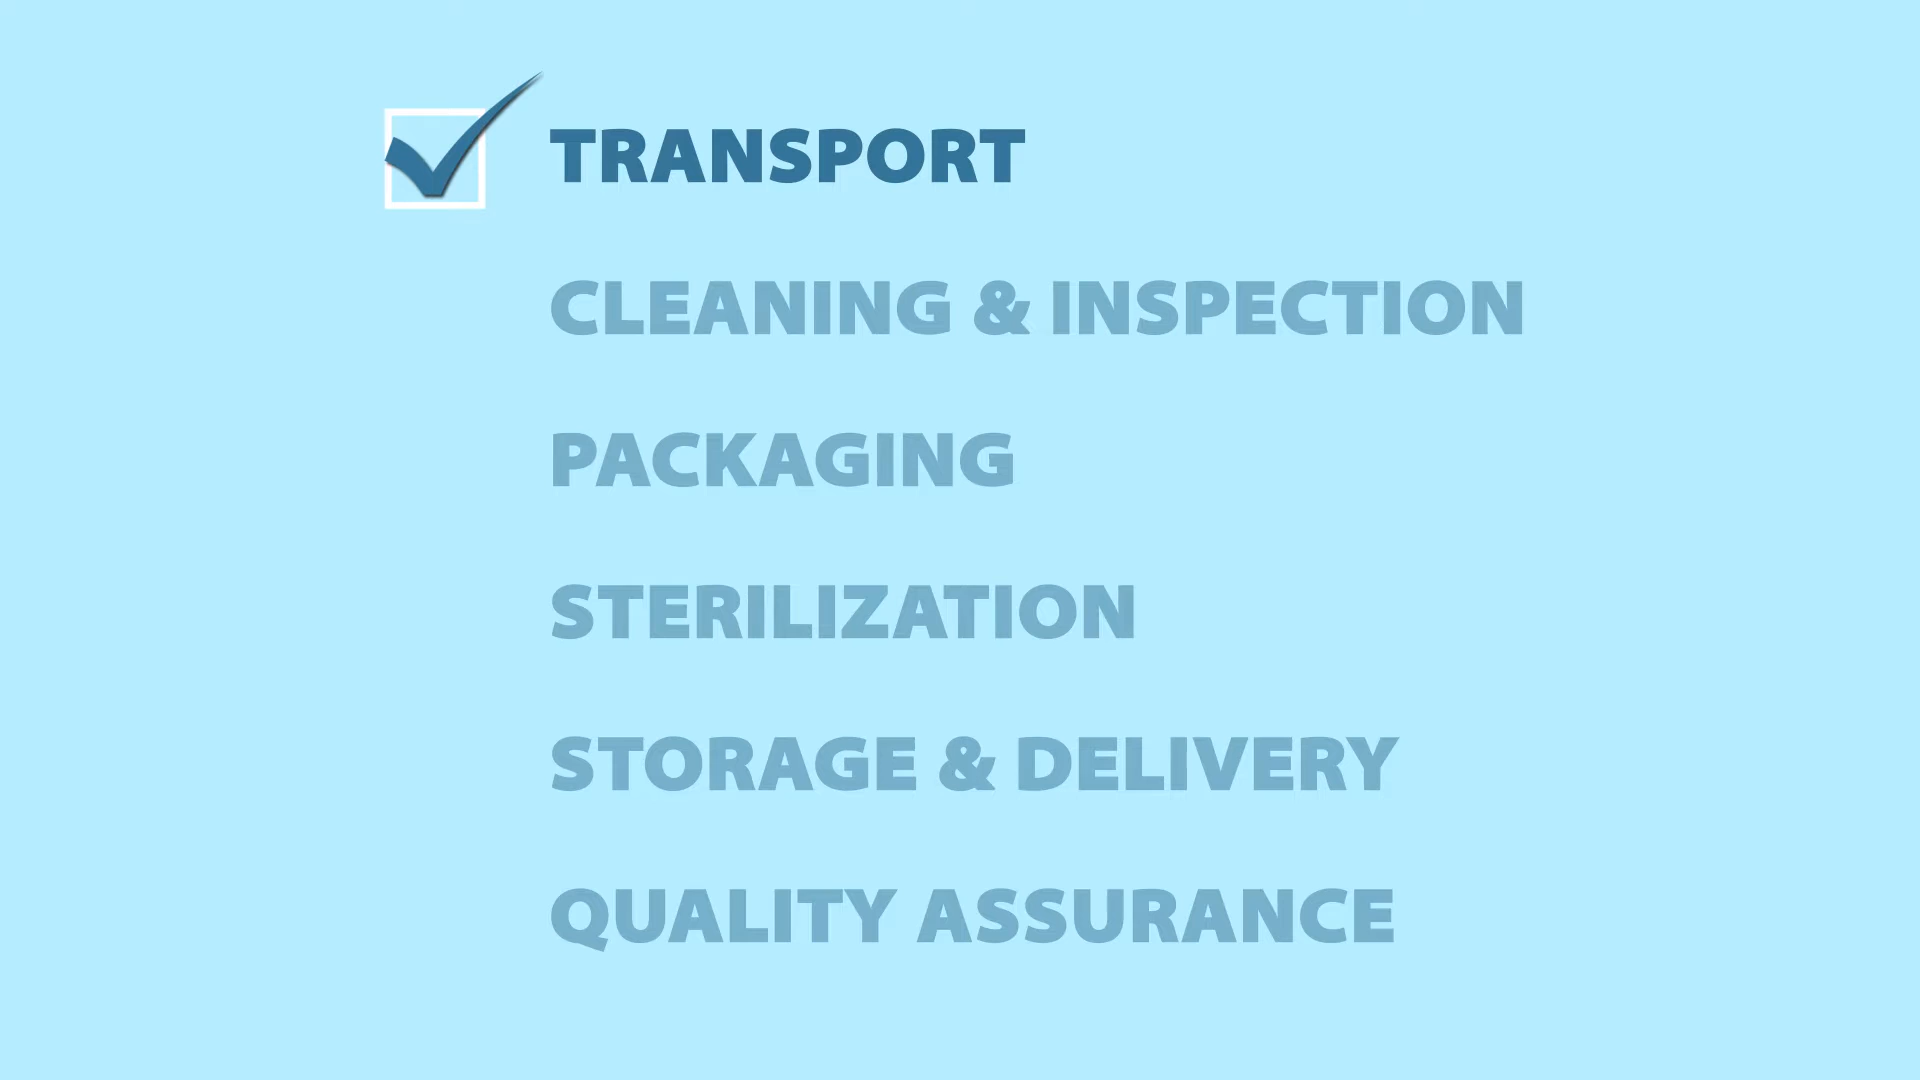 TRANSPORT
CLEANING & INSPECTION
PACKAGING
STERILIZATION
STORAGE & DELIVERY
QUALITY ASSURANCE